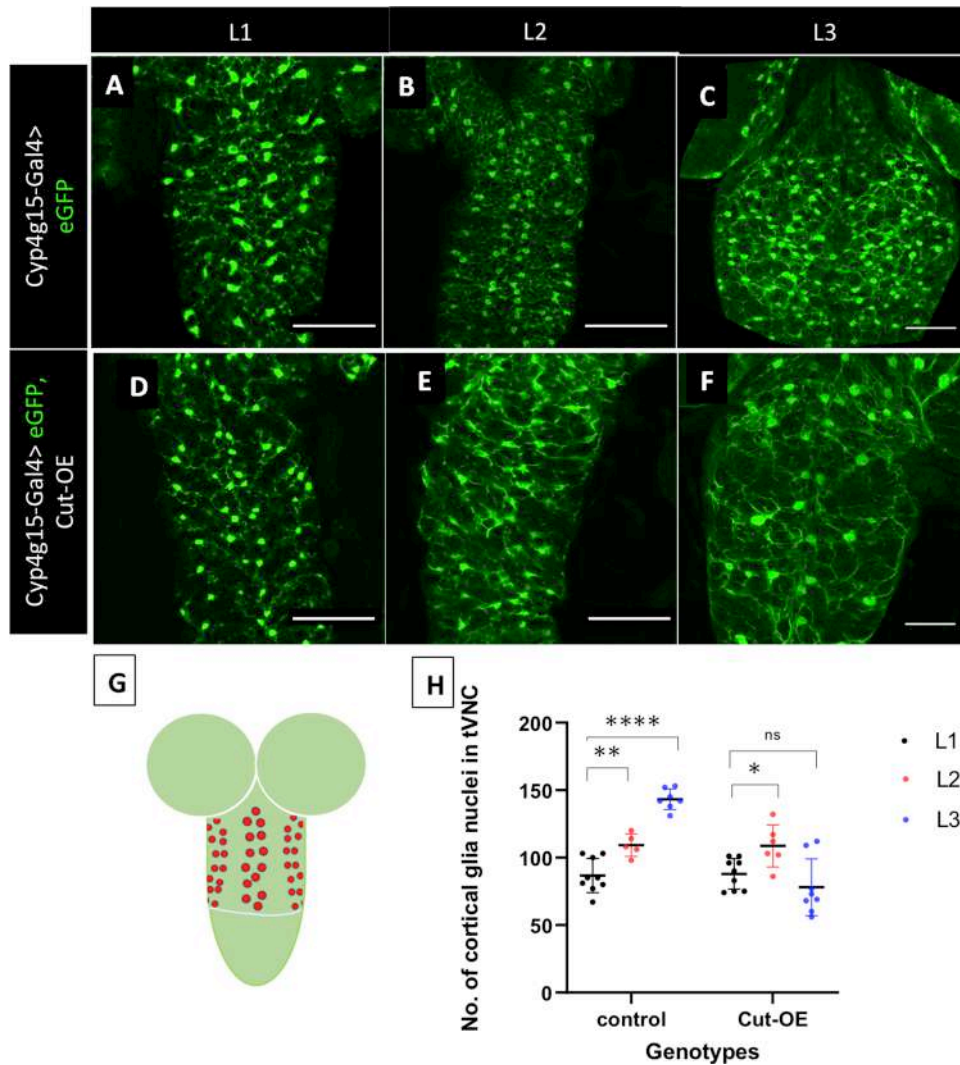 L1
L2
L3
Cyp4g15-Gal4>
eGFP
A
B
C
Cyp4g15-Gal4> eGFP,
Cut-OE
D
E
F
G
H
No. of cortical glia nuclei in tVNC
200
150
100
50
0
****
**
ns
*
L1
L2
L3
control
Cut-OE
Genotypes